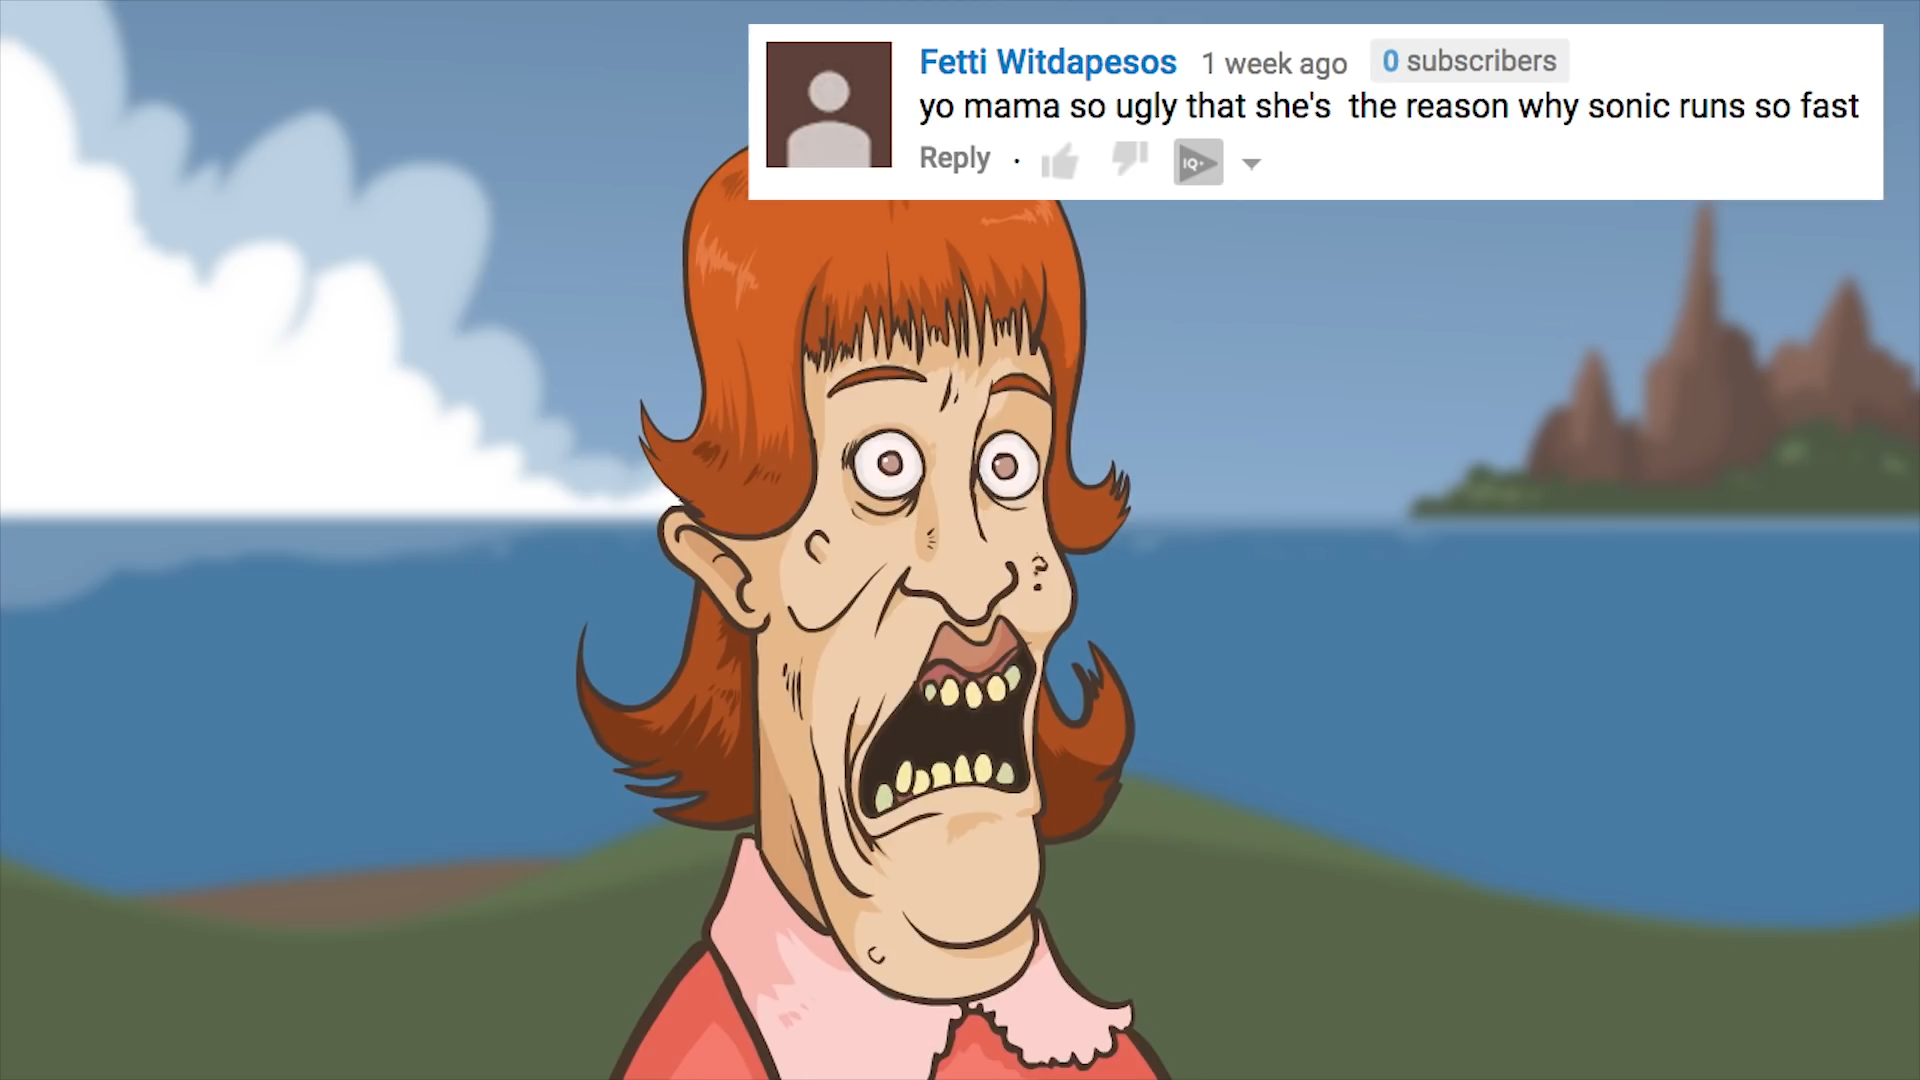 Fetti Witdapesos 1 week ago 0 subscribers
yo mama so ugly that she's  the reason why sonic runs so fast
Reply · IQ+